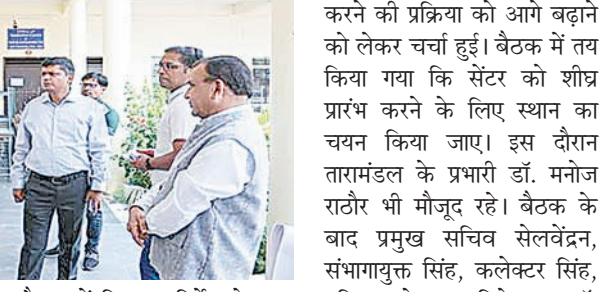 करने की प्रक्रिया को आगे बढ़ाने
को लेकर चर्चा हुई। बैठक में तय
किया गया कि सेंटर को शीघ्र
प्रारंभ करने के लिए स्थान का
चयन किया जाए। इस दौरान
तारामंडल के प्रभारी डॉ. मनोज
राठौर भी मौजूद रहे। बैठक के
बाद प्रमुख सचिव सेलवेंद्रन,
संभागायुक्त सिंह, कलेक्टर सिंह,